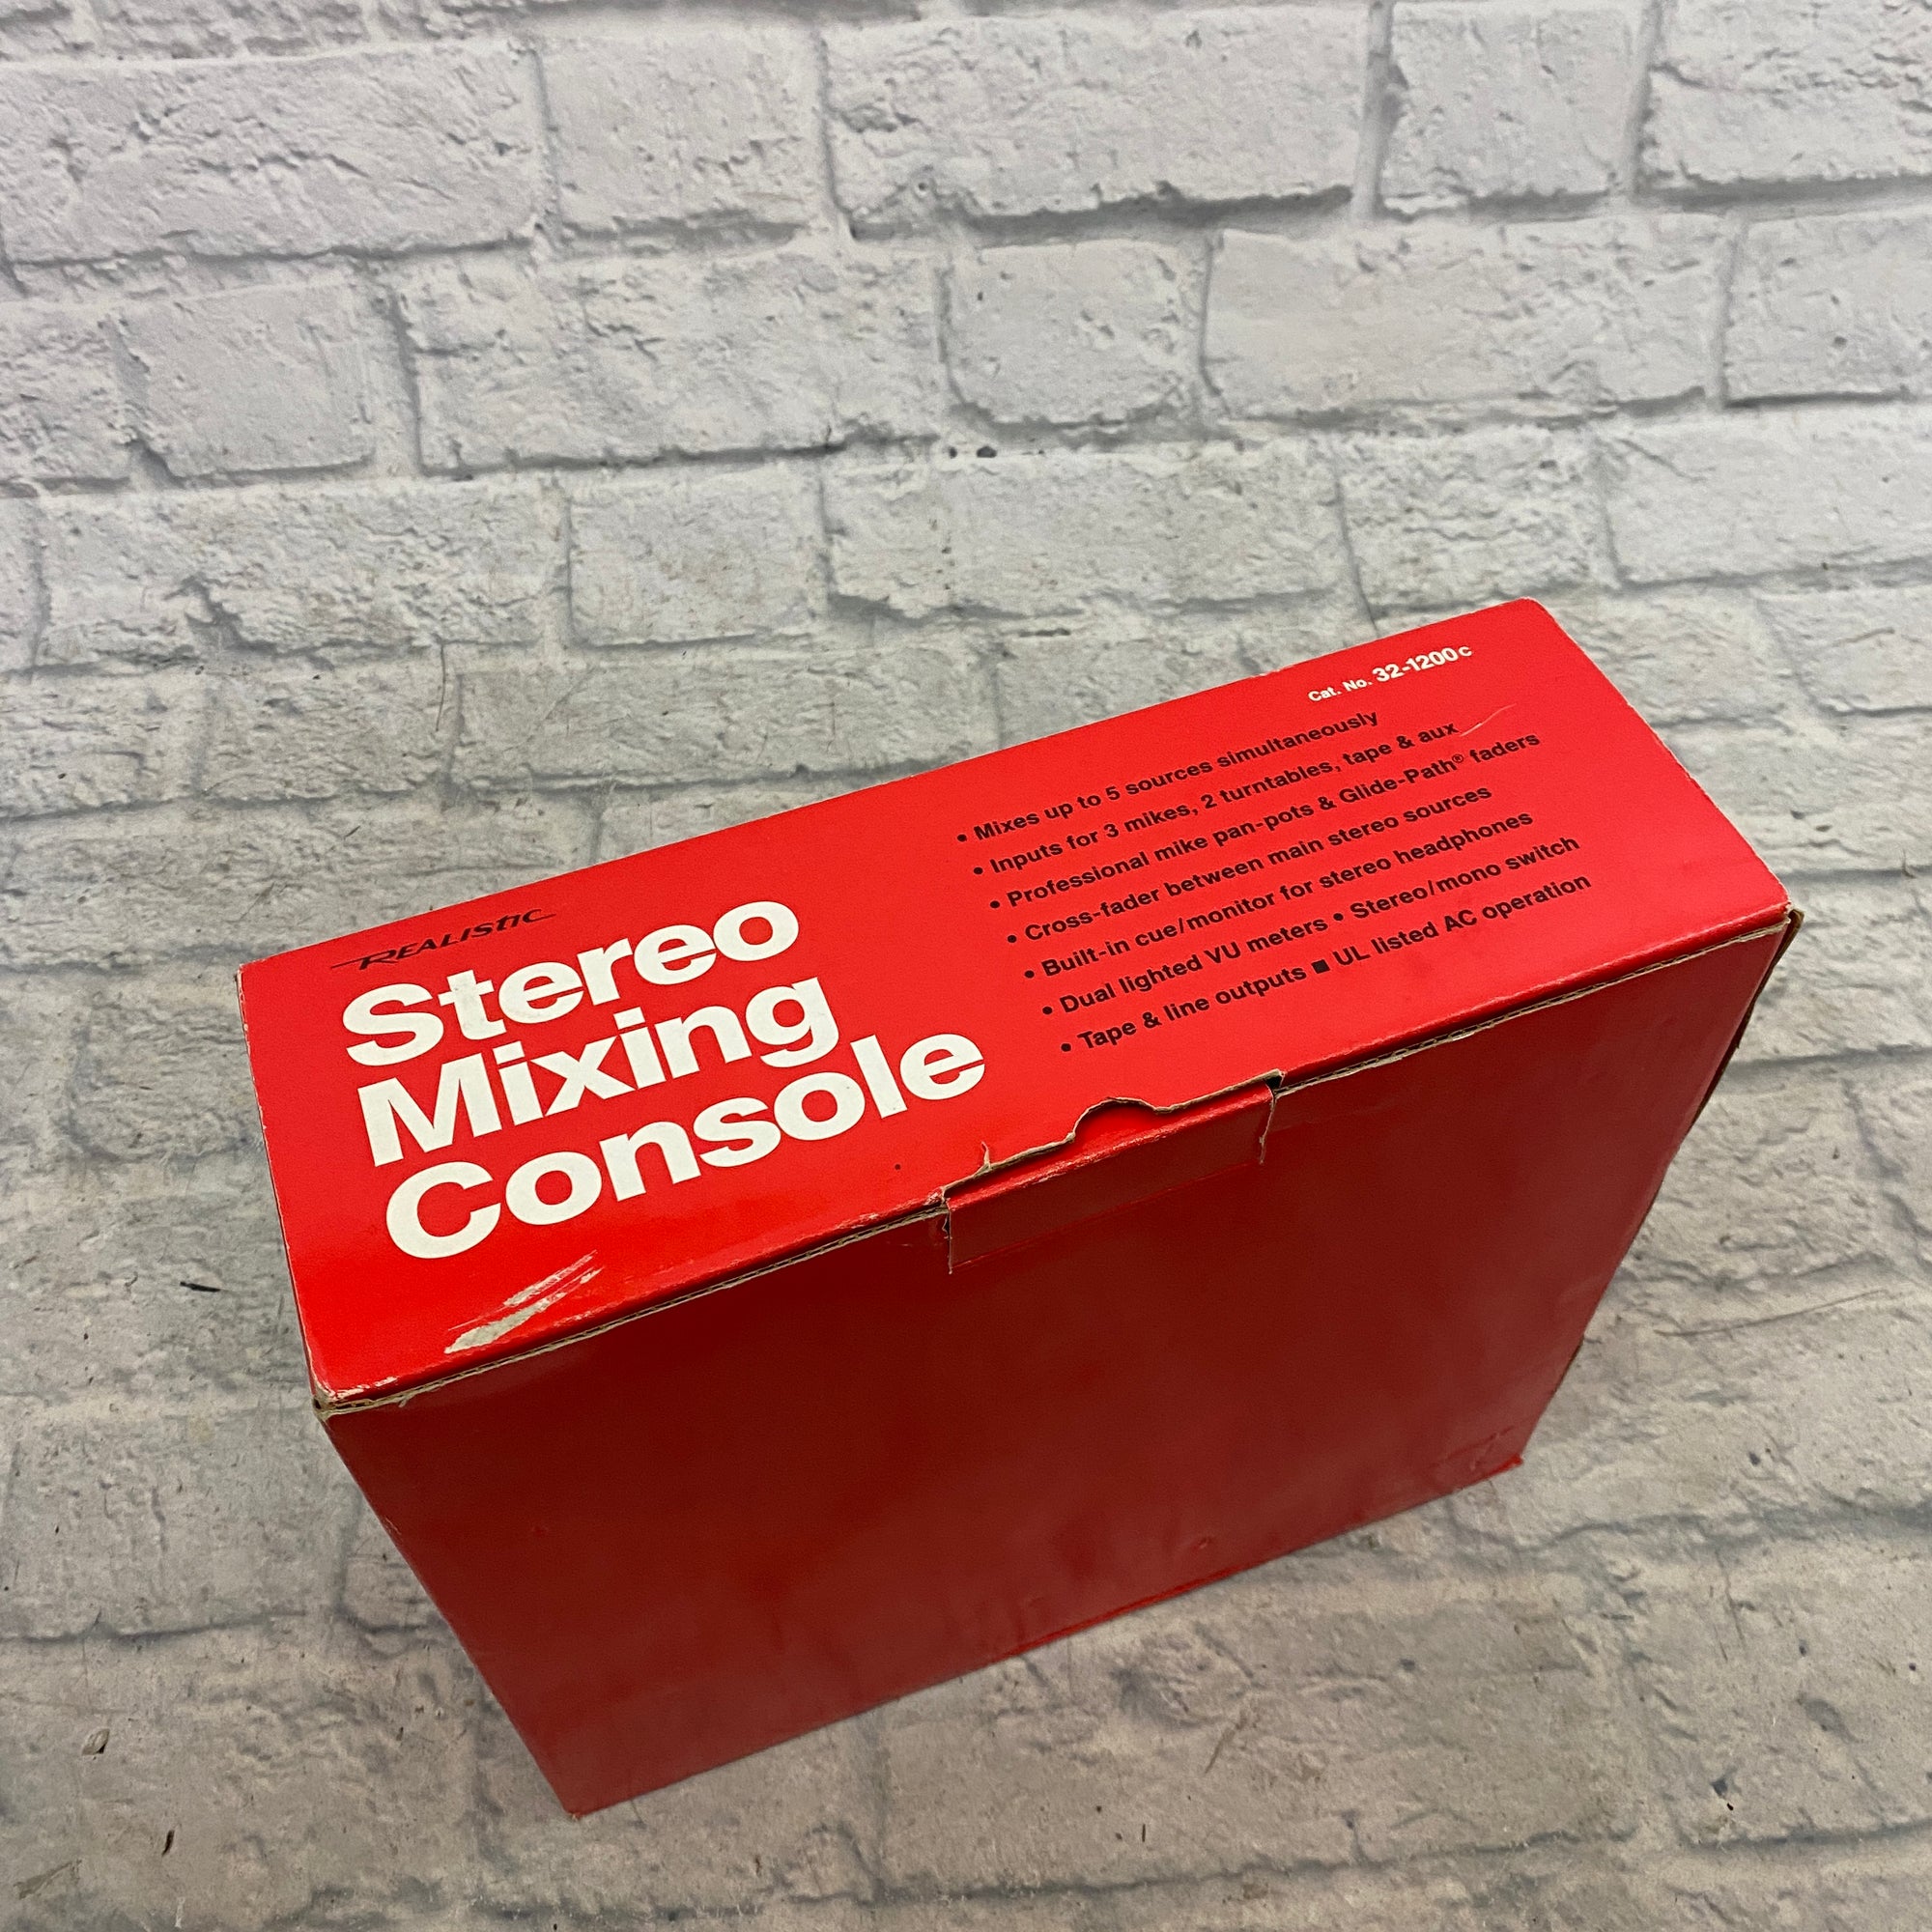 REALISTIC
Stereo
Mixing
Console
Cat. No. 32-1200C
• Mixes up to 5 sources simultaneously
• Inputs for 3 mikes, 2 turntables, tape & aux
• Professional mike pan-pots & Glide-Path® faders
• Cross-fader between main stereo sources
• Built-in cue/monitor for stereo headphones
• Dual lighted VU meters • Stereo/mono switch
• Tape & line outputs ■ UL listed AC operation